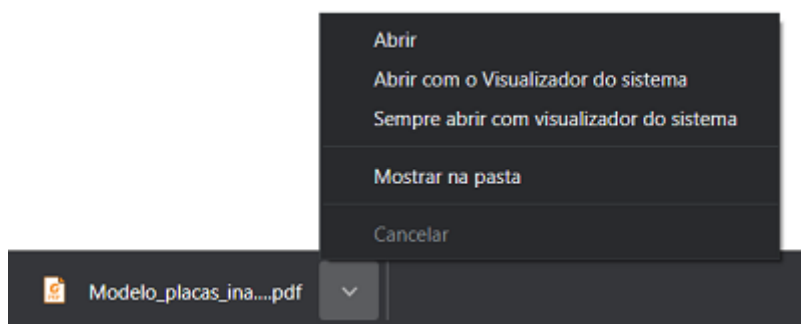 Abrir
Abrir com o Visualizador do sistema
Sempre abrir com visualizador do sistema
Mostrar na pasta
Cancelar
Modelo_placas_ina....pdf